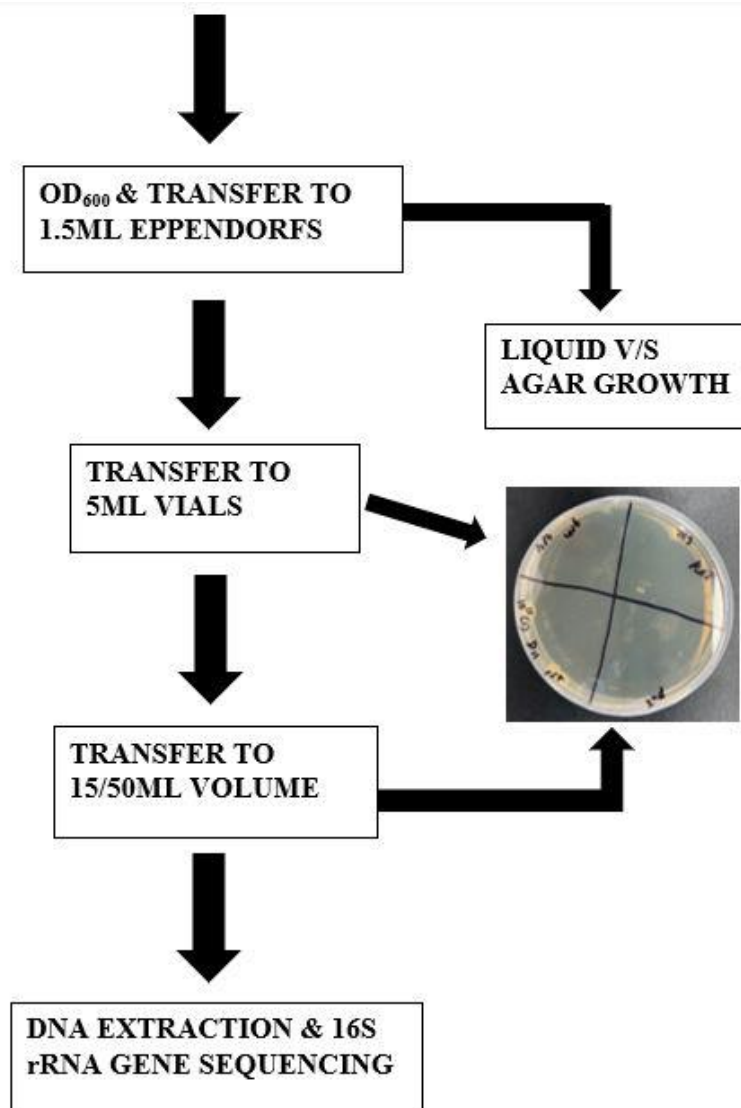 OD₆₀₀ & TRANSFER TO
1.5ML EPPENDORFS
LIQUID V/S
AGAR GROWTH
TRANSFER TO
5ML VIALS
TRANSFER TO
15/50ML VOLUME
DNA EXTRACTION & 16S
rRNA GENE SEQUENCING